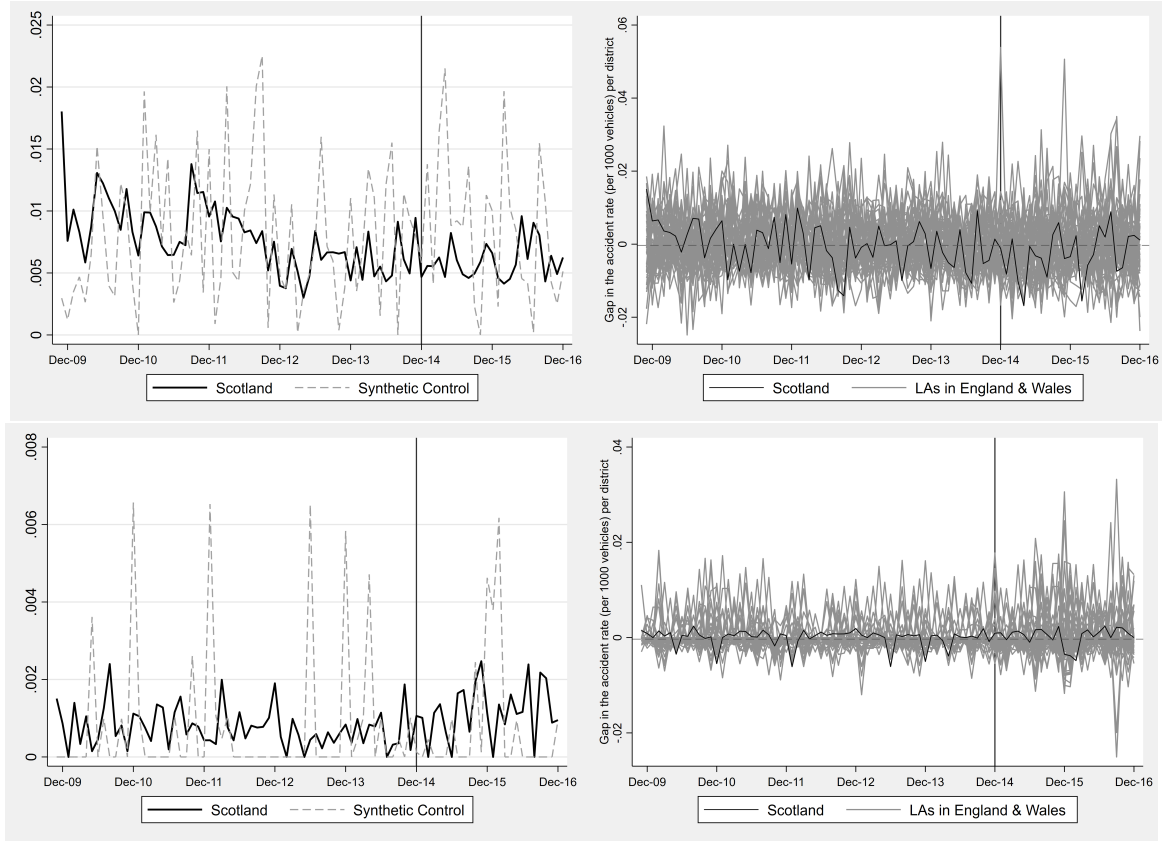 .025
.02
.015
.01
.005
0
Dec-09 Dec-10 Dec-11 Dec-12 Dec-13 Dec-14 Dec-15 Dec-16
Scotland Synthetic Control
Gap in the accident rate (per 1000 vehicles) per district
.06
.04
.02
0
-.02
Dec-09 Dec-10 Dec-11 Dec-12 Dec-13 Dec-14 Dec-15 Dec-16
Scotland LAs in England & Wales
.008
.006
.004
.002
0
Dec-09 Dec-10 Dec-11 Dec-12 Dec-13 Dec-14 Dec-15 Dec-16
Scotland Synthetic Control
Gap in the accident rate (per 1000 vehicles) per district
.04
.02
0
-.02
Dec-09 Dec-10 Dec-11 Dec-12 Dec-13 Dec-14 Dec-15 Dec-16
Scotland LAs in England & Wales